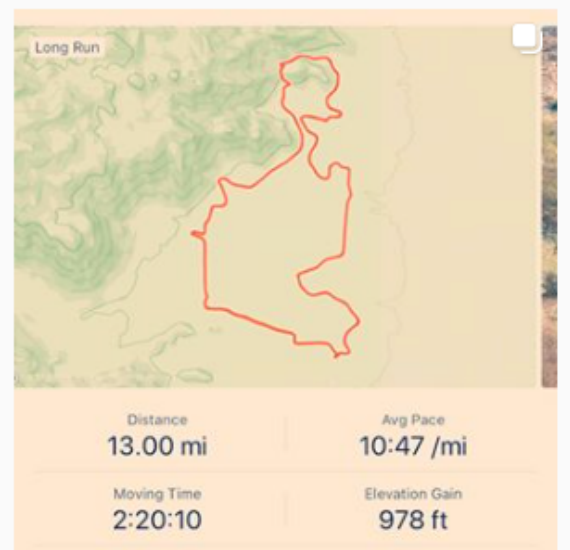 Long Run
Distance
Avg Pace
13.00 mi
10:47 /mi
Moving Time
Elevation Gain
2:20:10
978 ft